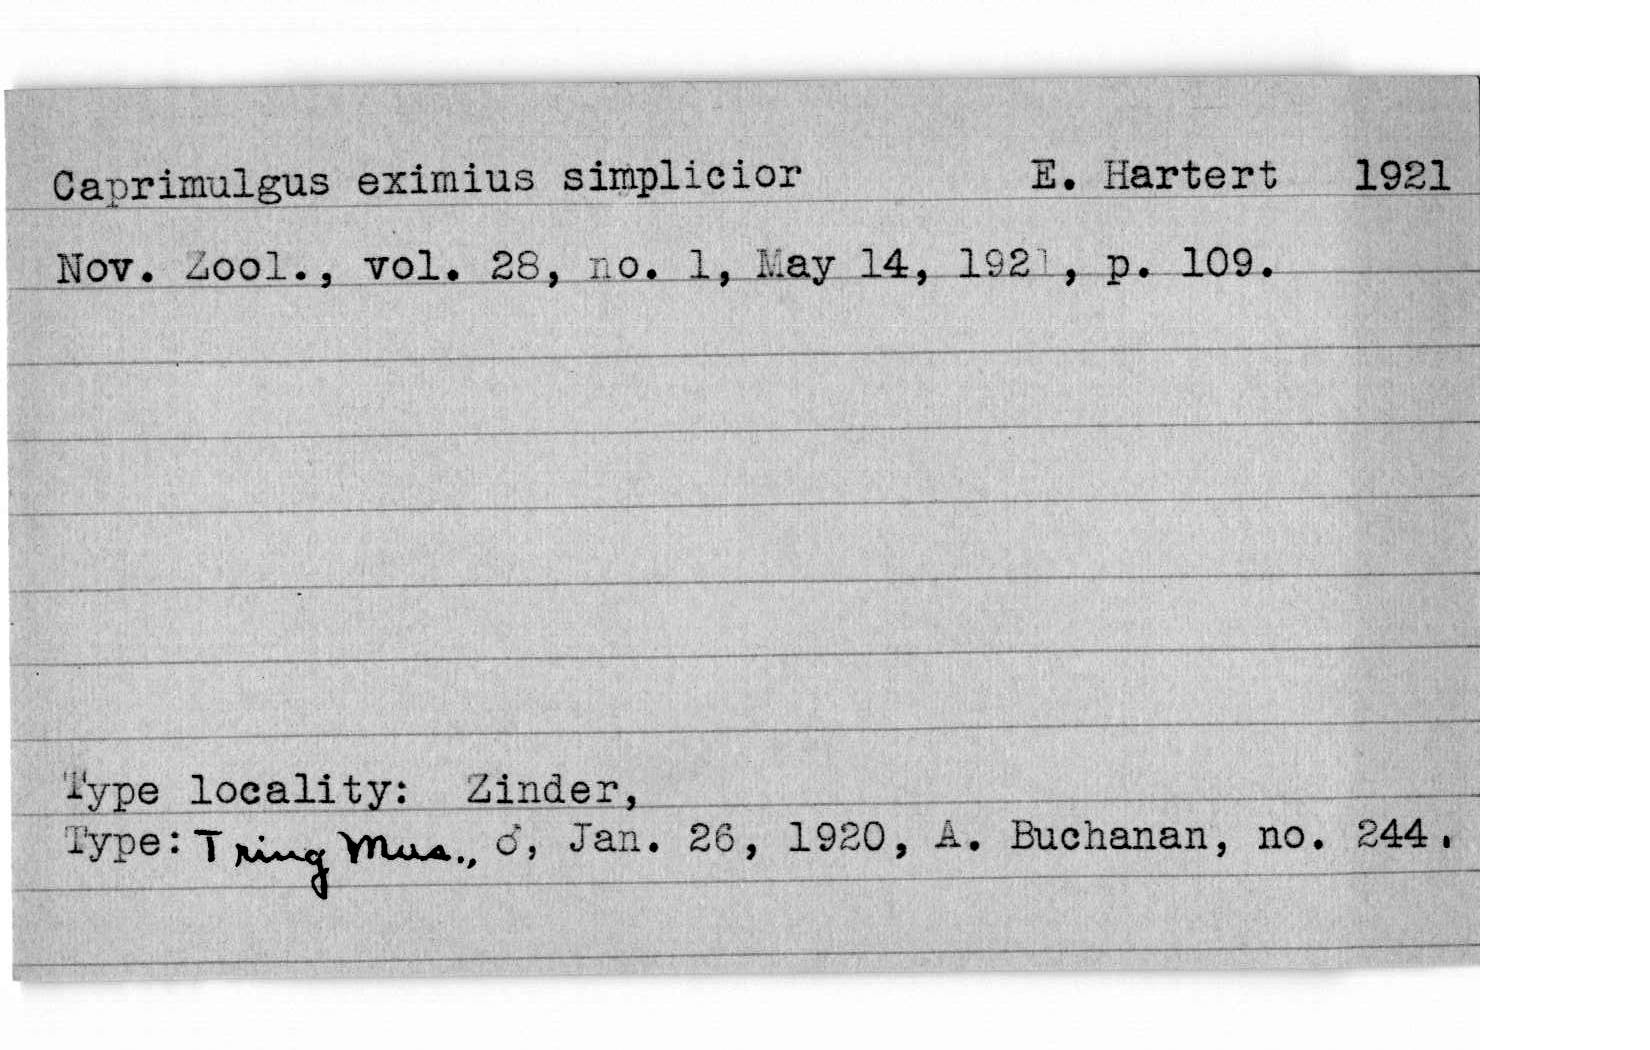 Caprimulgus eximius simplicior E. Hartert 1921
Nov. Zool., vol. 28, no. 1, May 14, 1921, p. 109.
Type locality: Zinder,
Type: Tring Mus., ♂, Jan. 26, 1920, A. Buchanan, no. 244.